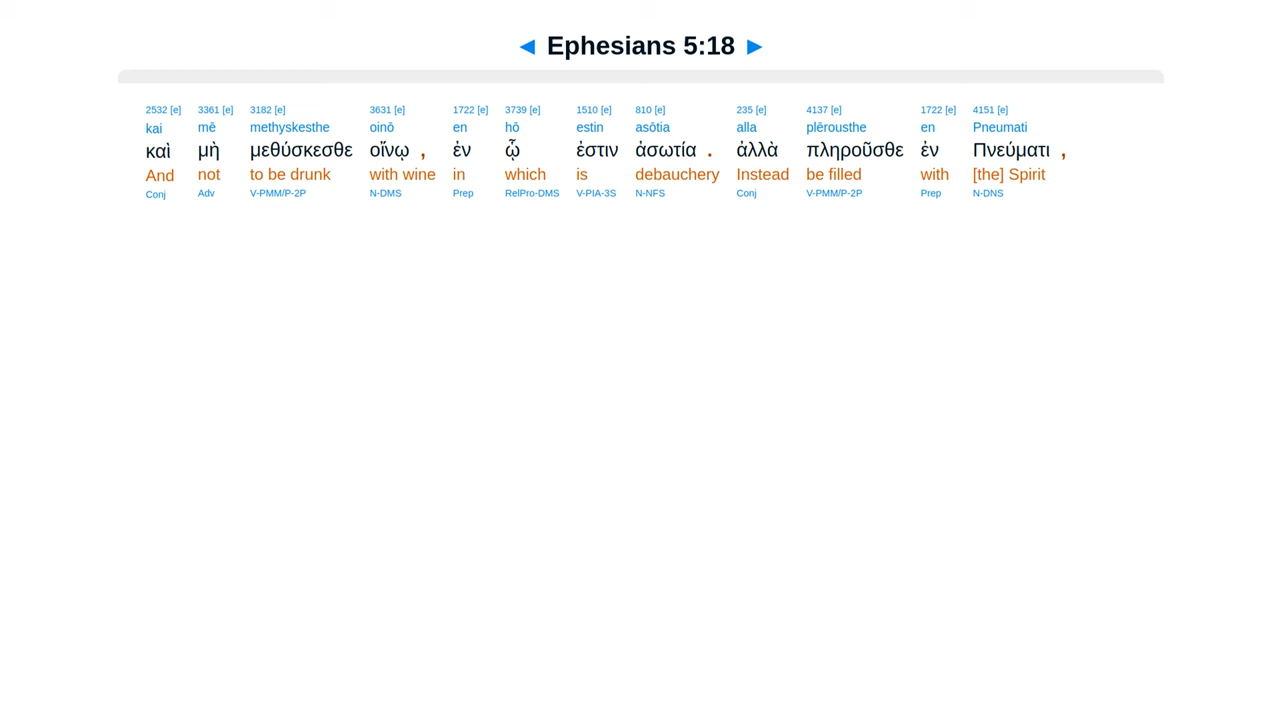 ◄ Ephesians 5:18 ►
2532 [e] 3361 [e] 3182 [e] 3631 [e] 1722 [e] 3739 [e] 1510 [e] 810 [e] 235 [e] 4137 [e] 1722 [e] 4151 [e]
kai mē methyskesthe oinō en hō estin asōtia alla plērousthe en Pneumati
καὶ μὴ μεθύσκεσθε οἴνῳ , ἐν ᾧ ἐστιν ἀσωτία . ἀλλὰ πληροῦσθε ἐν Πνεύματι ,
And not to be drunk with wine in which is debauchery Instead be filled with [the] Spirit
Conj Adv V-PMM/P-2P N-DMS Prep RelPro-DMS V-PIA-3S N-NFS Conj V-PMM/P-2P Prep N-DNS